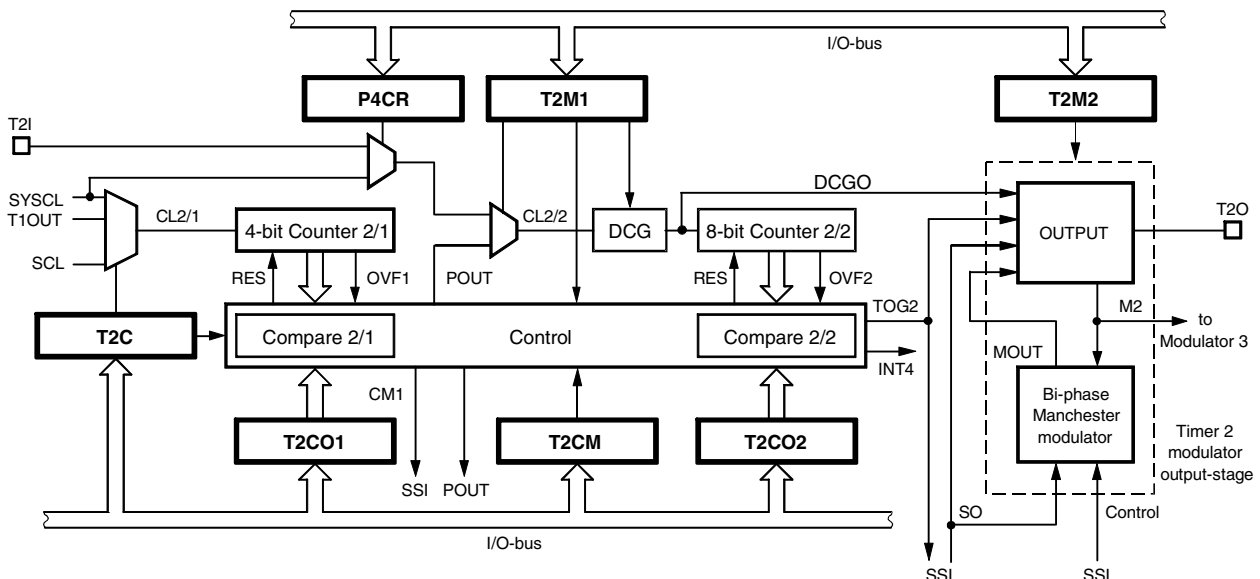 I/O-bus
P4CR
T2M1
T2M2
T2I
SYSCL
T1OUT
SCL
CL2/1
4-bit Counter 2/1
CL2/2
DCG
8-bit Counter 2/2
DCGO
OUTPUT
T2O
RES
OVF1
POUT
RES
OVF2
TOG2
T2C
Compare 2/1
Control
Compare 2/2
INT4
M2
to
Modulator 3
MOUT
Bi-phase
Manchester
modulator
Timer 2
modulator
output-stage
CM1
T2CO1
T2CM
T2CO2
SSI
POUT
SO
Control
I/O-bus
SSI
SSI